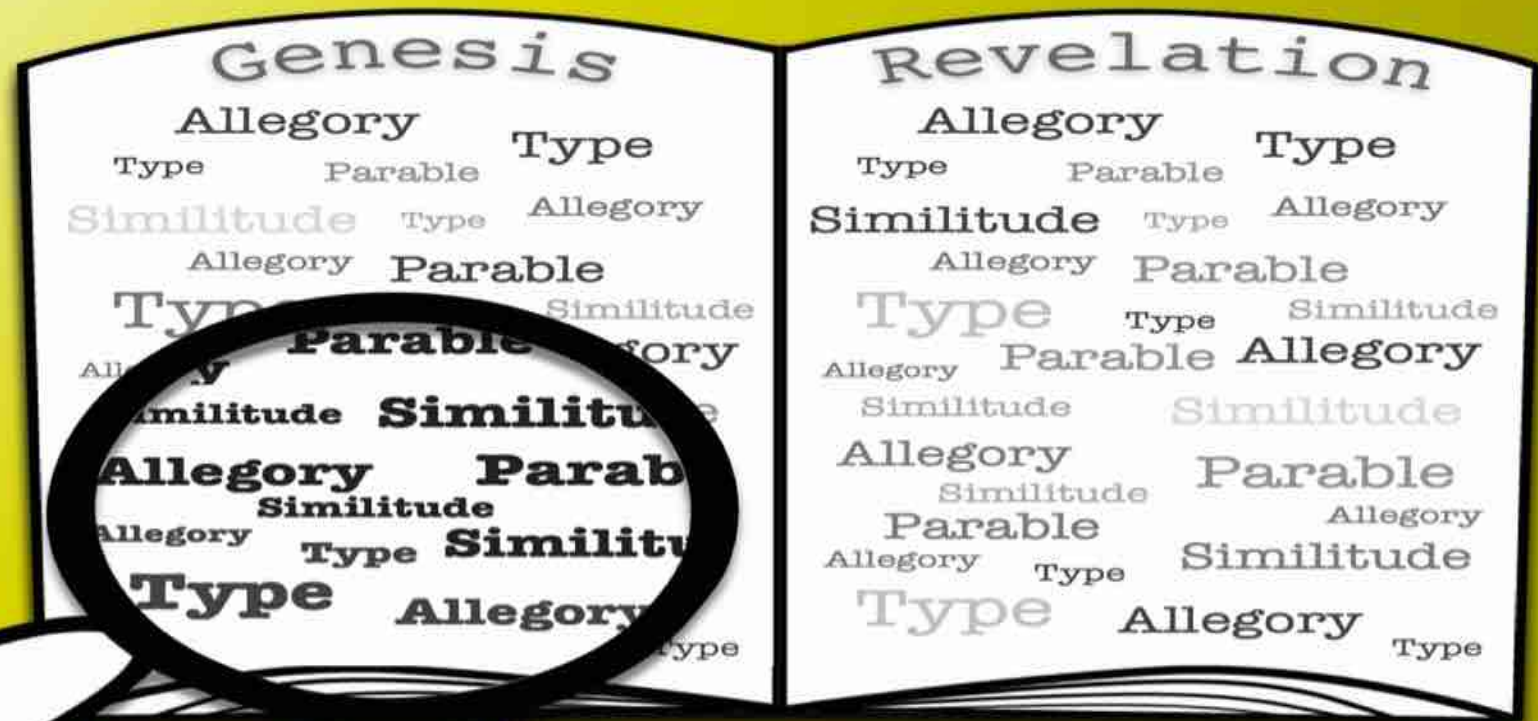 Genesis
Allegory Type
Type Parable
Similitude Type Allegory
Allegory Parable
Similitude
Parable
Similitude
Allegory
Similitude
Allegory Type
Type Allegory
Revelation
Allegory Type
Type Parable
Similitude Type Allegory
Allegory Parable
Type Type Similitude
Allegory Parable Allegory
Similitude Similitude
Allegory Parable
Similitude
Parable Allegory
Allegory Type Similitude
Type Allegory
Type